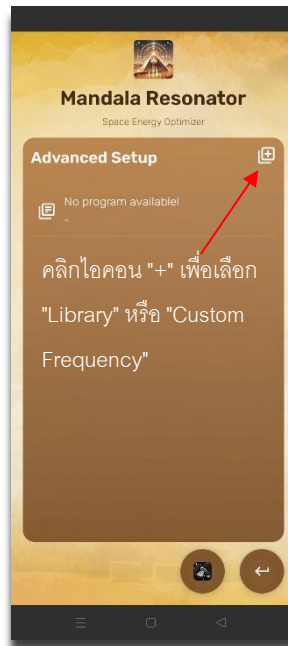 Mandala Resonator
Space Energy Optimizer
Advanced Setup
No program available!
–
คลิกไอคอน "+" เพื่อเลือก
"Library" หรือ "Custom
Frequency"